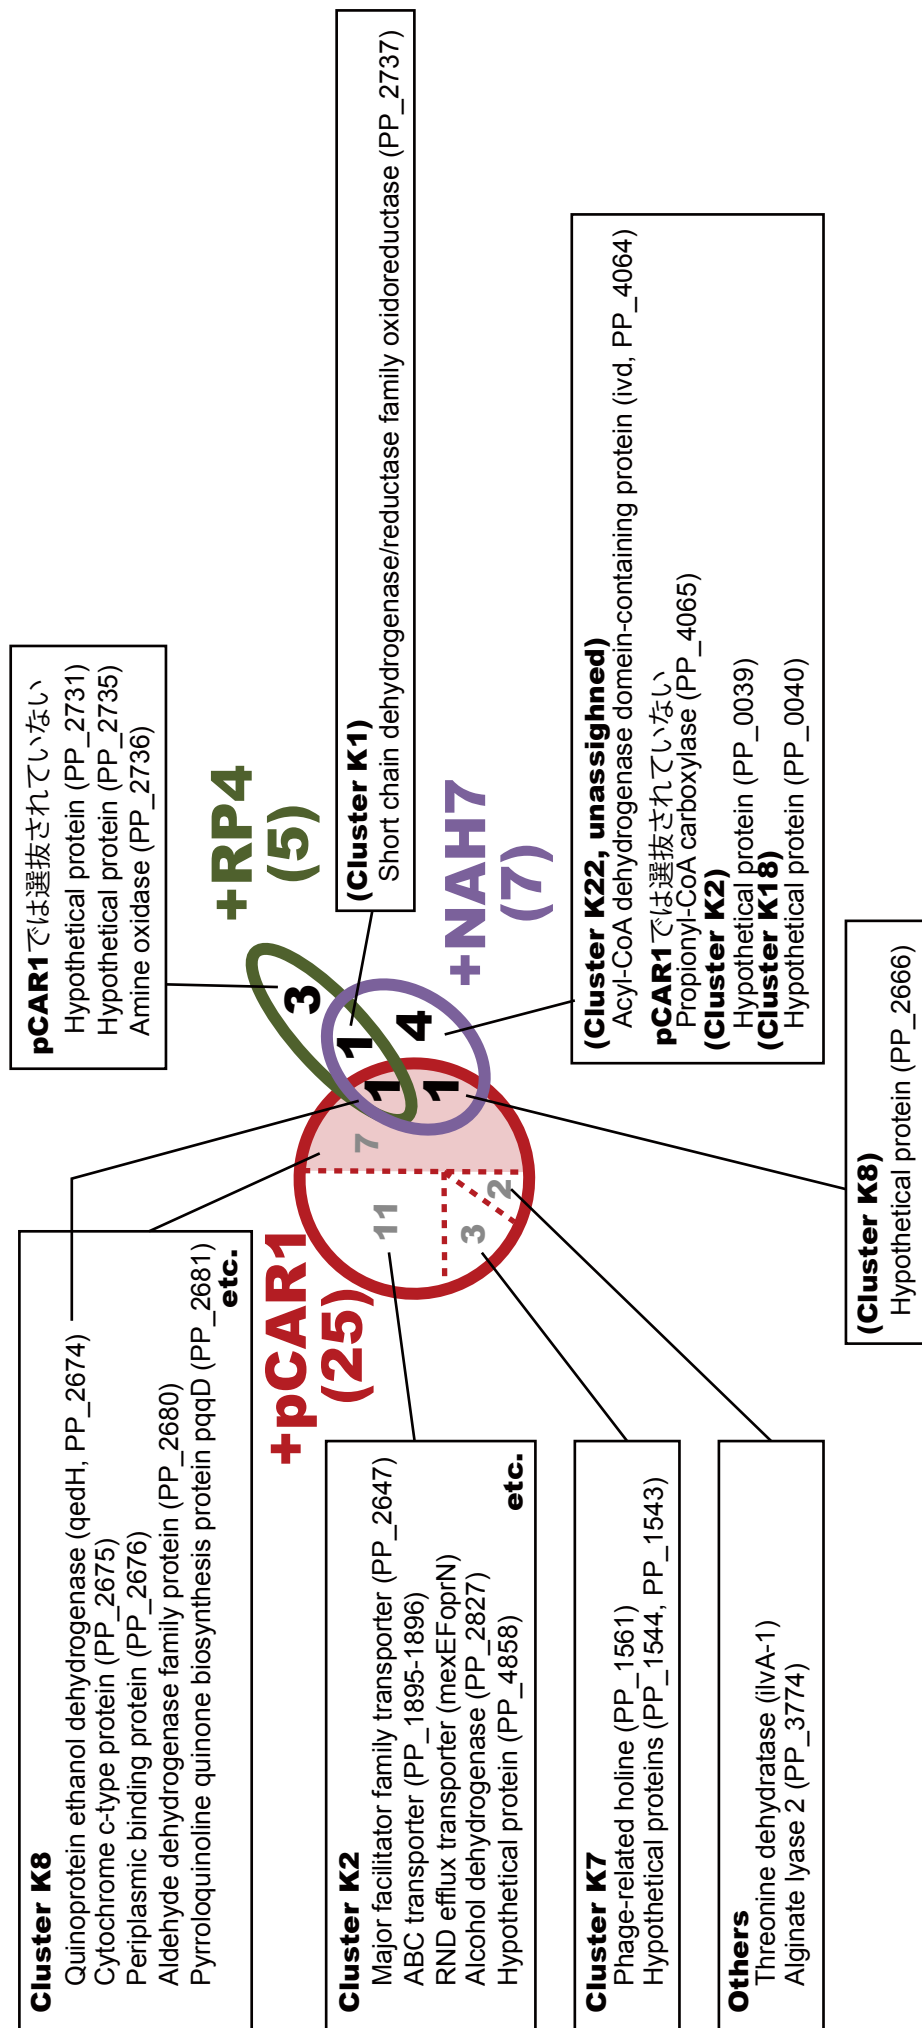 Cluster K8
Quinoprotein ethanol dehydrogenase (qedH, PP_2674)
Cytochrome c-type protein (PP_2675)
Periplasmic binding protein (PP_2676)
Aldehyde dehydrogenase family protein (PP_2680)
Pyrroloquinoline quinone biosynthesis protein pqqD (PP_2681)
etc.
pCAR1では選抜されていない
Hypothetical protein (PP_2731)
Hypothetical protein (PP_2735)
Amine oxidase (PP_2736)
+pCAR1
(25)
+RP4
(5)
+NAH7
(7)
11
7
3
2
1
1
1
3
4
Cluster K2
Major facilitator family transporter (PP_2647)
ABC transporter (PP_1895-1896)
RND efflux transporter (mexEFoprN)
Alcohol dehydrogenase (PP_2827)
Hypothetical protein (PP_4858)
etc.
(Cluster K1)
Short chain dehydrogenase/reductase family oxidoreductase (PP_2737)
Cluster K7
Phage-related holine (PP_1561)
Hypothetical proteins (PP_1544, PP_1543)
(Cluster K22, unassighned)
Acyl-CoA dehydrogenase domein-containing protein (ivd, PP_4064)
pCAR1では選抜されていない
Propionyl-CoA carboxylase (PP_4065)
(Cluster K2)
Hypothetical protein (PP_0039)
(Cluster K18)
Hypothetical protein (PP_0040)
Others
Threonine dehydratase (ilvA-1)
Alginate lyase 2 (PP_3774)
(Cluster K8)
Hypothetical protein (PP_2666)